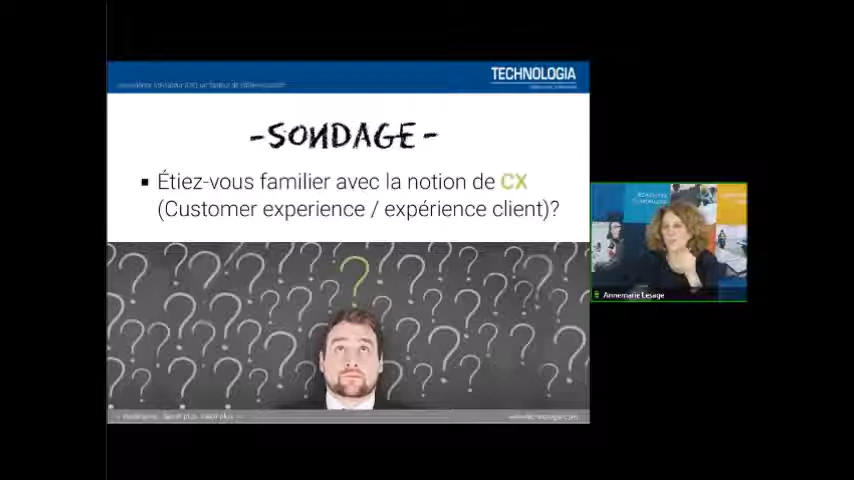 TECHNOLOGIA
-SONDAGE-
▪ Étiez-vous familier avec la notion de CX
(Customer experience / expérience client)?
Annemarie Lesage